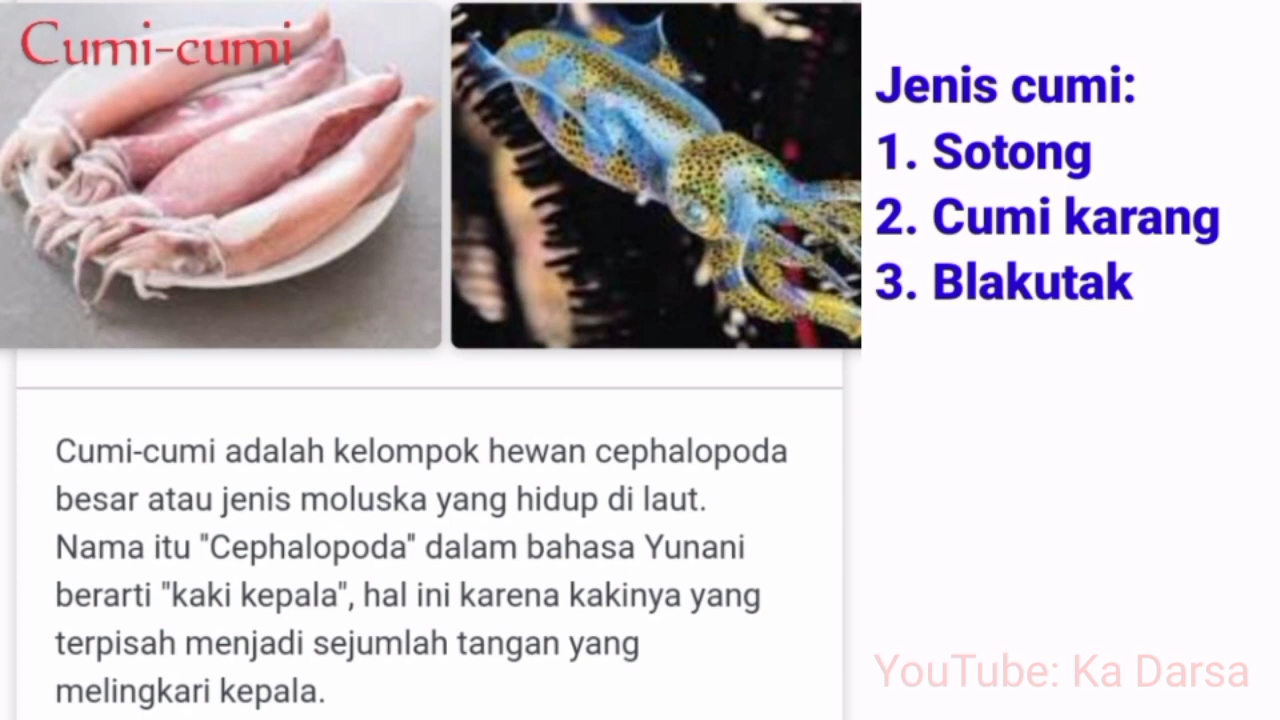 Cumi-cumi
Jenis cumi:
1. Sotong
2. Cumi karang
3. Blakutak
Cumi-cumi adalah kelompok hewan cephalopoda
besar atau jenis moluska yang hidup di laut.
Nama itu "Cephalopoda" dalam bahasa Yunani
berarti "kaki kepala", hal ini karena kakinya yang
terpisah menjadi sejumlah tangan yang
melingkari kepala.
YouTube: Ka Darsa